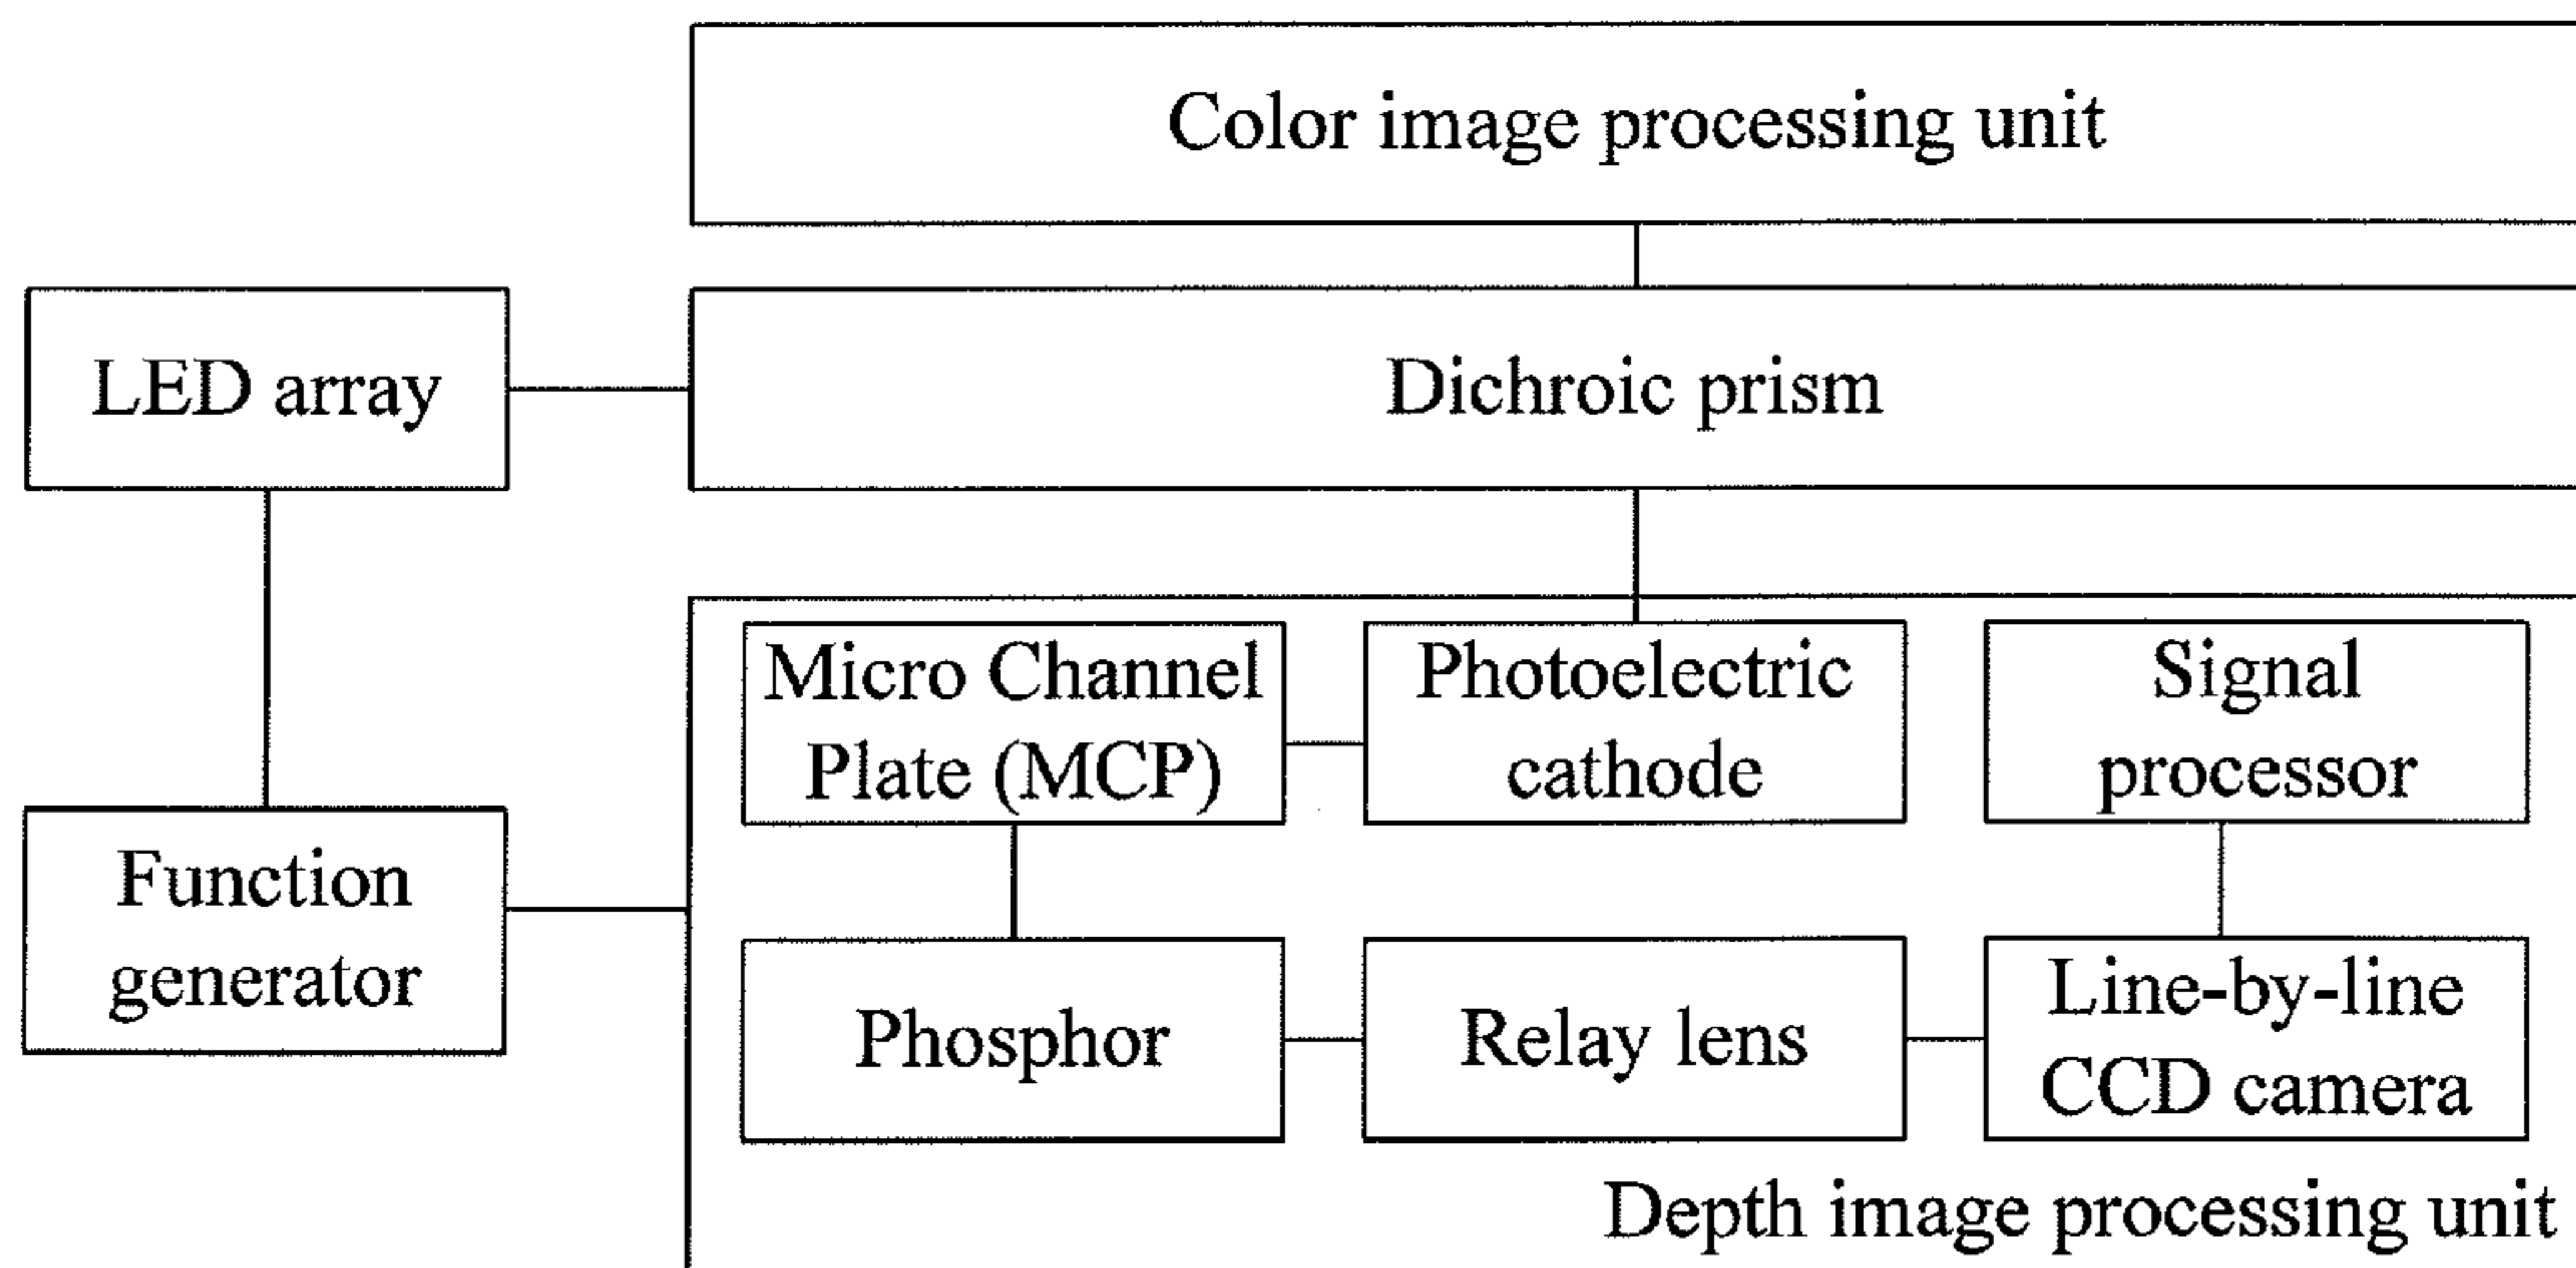 Color image processing unit
LED array
Dichroic prism
Micro Channel
Plate (MCP)
Photoelectric
cathode
Signal
processor
Function
generator
Phosphor
Relay lens
Line-by-line
CCD camera
Depth image processing unit